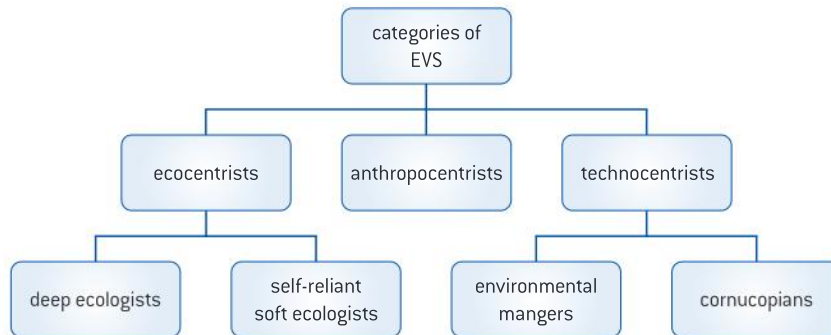 categories of
EVS
ecocentrists
anthropocentrists
technocentrists
deep ecologists
self-reliant
soft ecologists
environmental
mangers
cornucopians